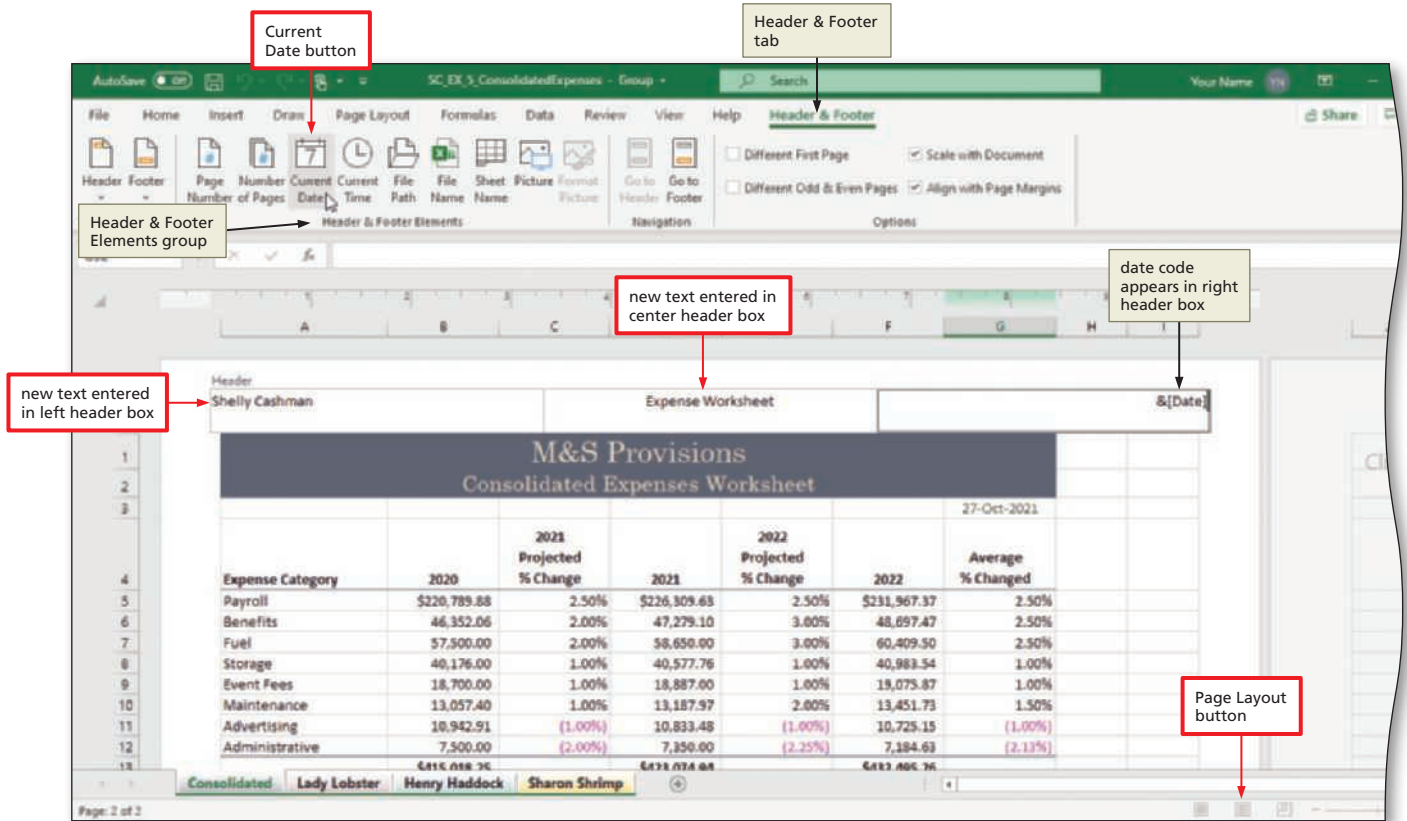 Current
Date button
Header & Footer
tab
AutoSave Off
SC_EX_5_ConsolidatedExpenses - Group
Search
Your Name YN
File Home Insert Draw Page Layout Formulas Data Review View Help Header & Footer Share
Header Footer Page Number Number of Pages Current Date Current Time File Path File Name Sheet Name Picture Format Picture Go to Header Go to Footer
Different First Page Scale with Document
Different Odd & Even Pages Align with Page Margins
Header & Footer Elements Navigation Options
Header & Footer
Elements group
date code
appears in right
header box
new text entered in
center header box
A B C F G H I
new text entered
in left header box
Header
Shelly Cashman Expense Worksheet &[Date]
1 M&S Provisions
2 Consolidated Expenses Worksheet
3 27-Oct-2021
2021 2022
Projected Projected Average
4 Expense Category 2020 % Change 2021 % Change 2022 % Changed
5 Payroll $220,789.88 2.50% $226,309.63 2.50% $231,967.37 2.50%
6 Benefits 46,352.06 2.00% 47,279.10 3.00% 48,697.47 2.50%
7 Fuel 57,500.00 2.00% 58,650.00 3.00% 60,409.50 2.50%
8 Storage 40,176.00 1.00% 40,577.76 1.00% 40,983.54 1.00%
9 Event Fees 18,700.00 1.00% 18,887.00 1.00% 19,075.87 1.00%
10 Maintenance 13,057.40 1.00% 13,187.97 2.00% 13,451.73 1.50%
11 Advertising 10,942.91 (1.00%) 10,833.48 (1.00%) 10,725.15 (1.00%)
12 Administrative 7,500.00 (2.00%) 7,350.00 (2.25%) 7,184.63 (2.13%)
13
Page Layout
button
Consolidated Lady Lobster Henry Haddock Sharon Shrimp
Page: 2 of 2